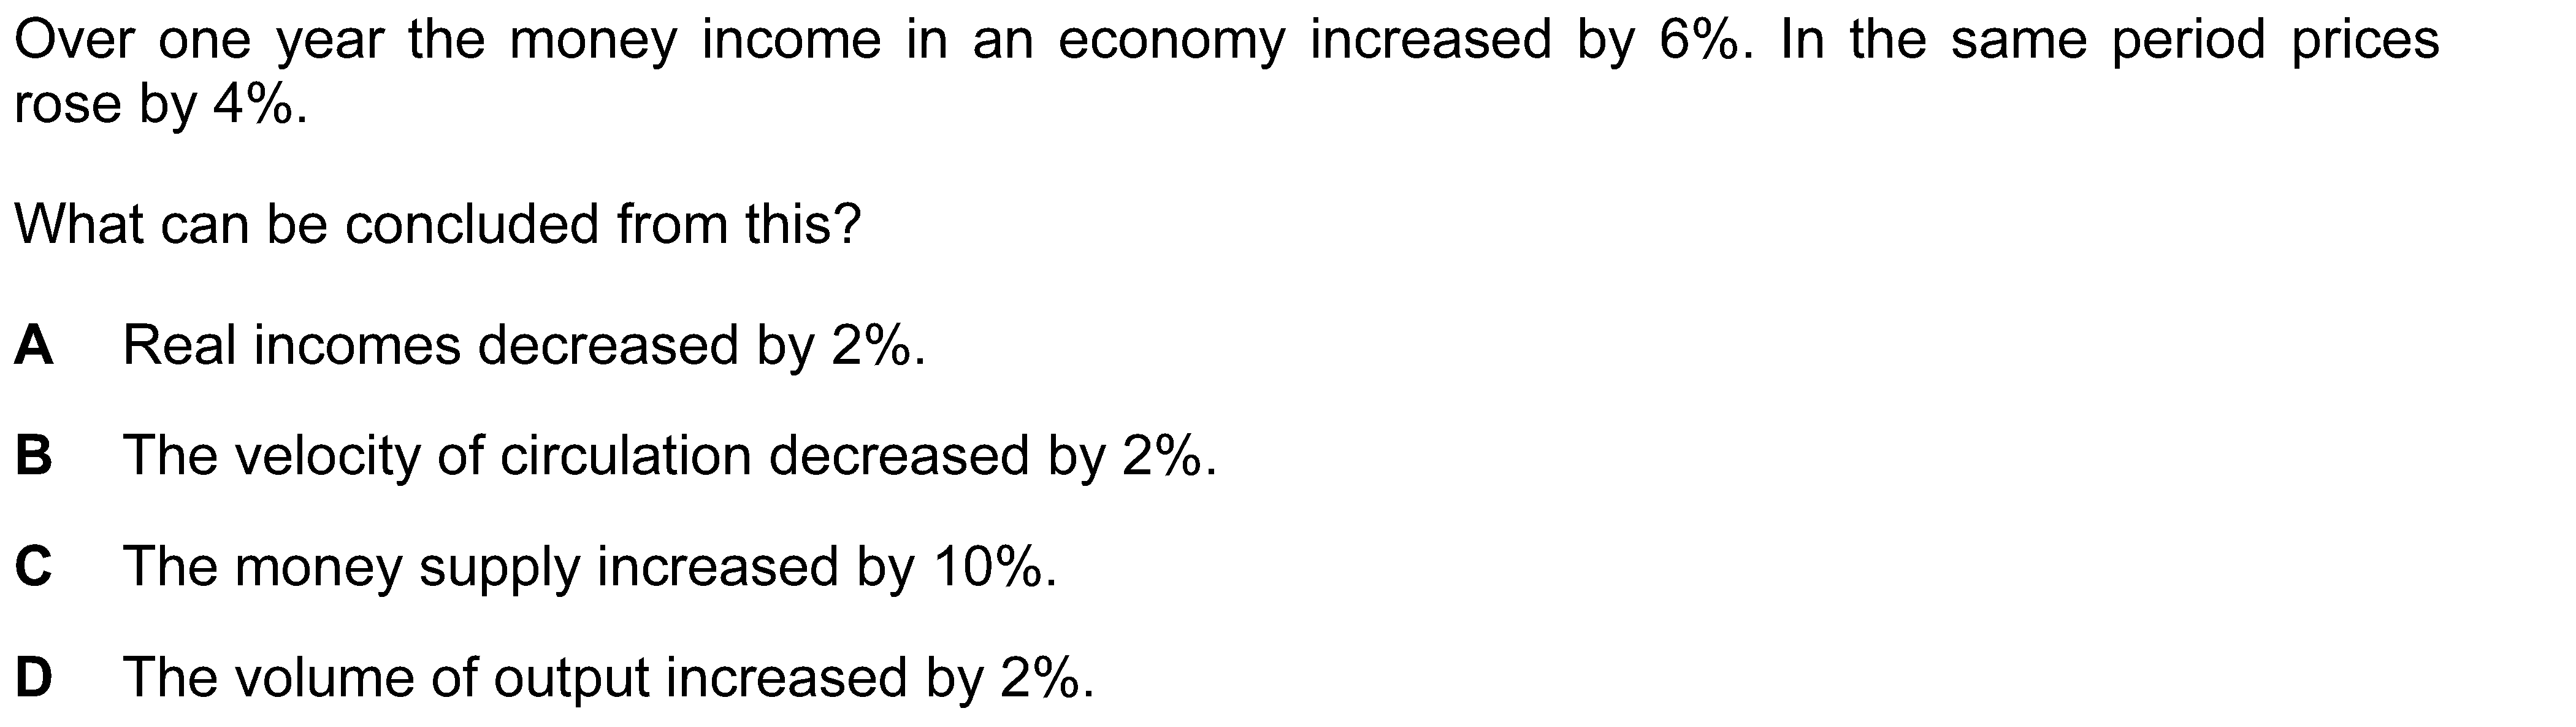 Over one year the money income in an economy increased by 6%. In the same period prices
rose by 4%.
What can be concluded from this?
A Real incomes decreased by 2%.
B The velocity of circulation decreased by 2%.
C The money supply increased by 10%.
D The volume of output increased by 2%.